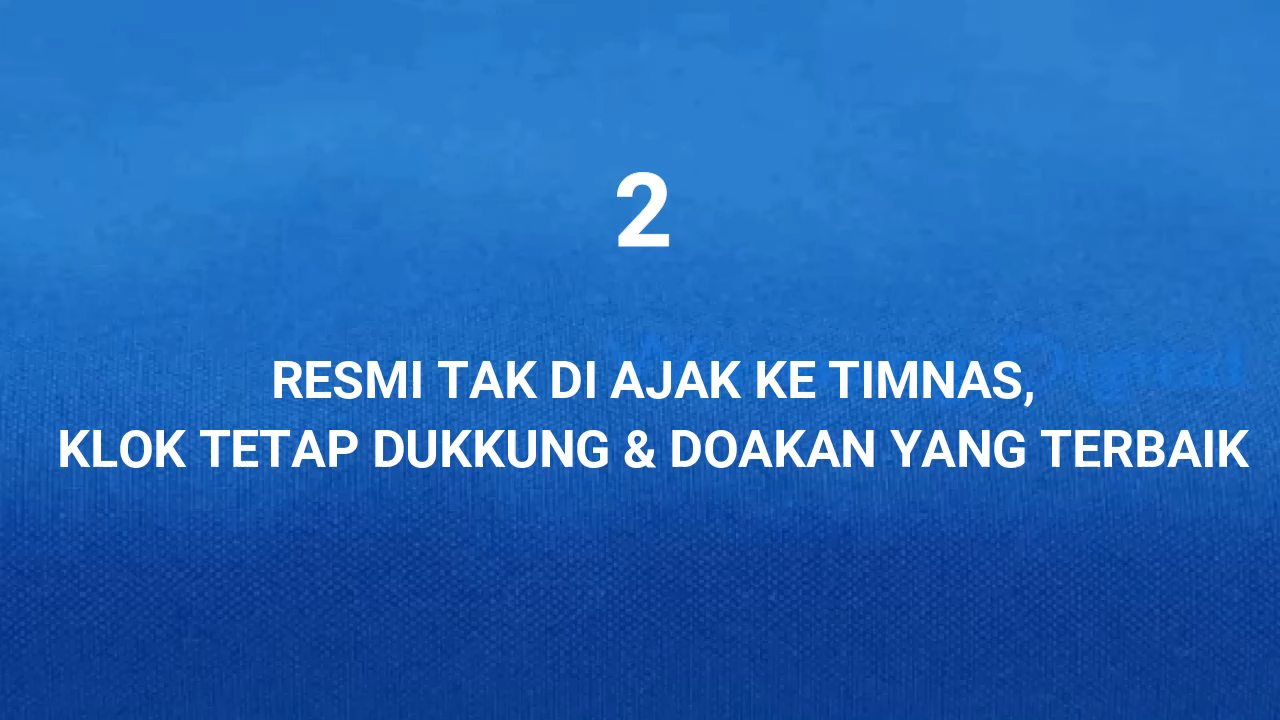 2
RESMI TAK DI AJAK KE TIMNAS,
KLOK TETAP DUKKUNG & DOAKAN YANG TERBAIK